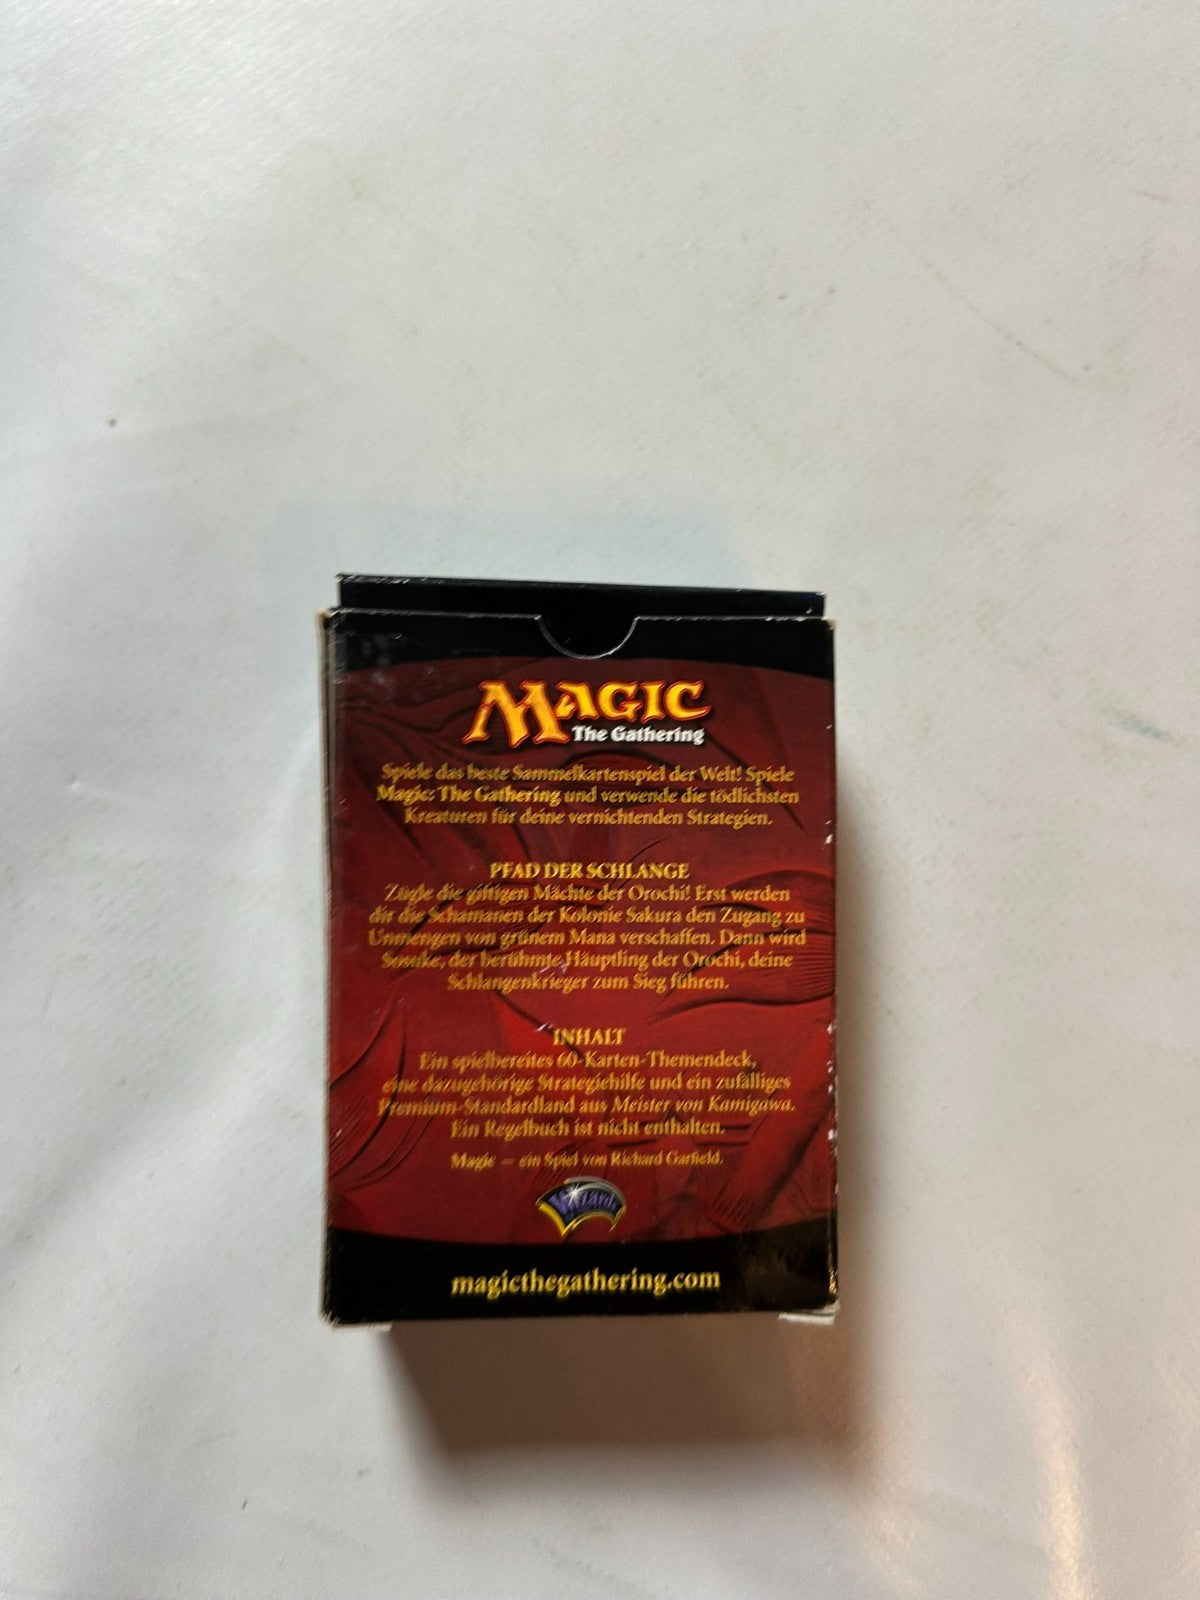 MAGIC
The Gathering
Spiele das beste Sammelkartenspiel der Welt! Spiele
Magic: The Gathering und verwende die tödlichsten
Kreaturen für deine vernichtenden Strategien.
PFAD DER SCHLANGE
Zügle die giftigen Mächte der Orochi! Erst werden
dir die Schamanen der Kolonie Sakura den Zugang zu
Unmengen von grünem Mana verschaffen. Dann wird
Sosuke, der berühmte Häuptling der Orochi, deine
Schlangenkrieger zum Sieg führen.
INHALT
Ein spielbereites 60-Karten-Themendeck,
eine dazugehörige Strategiehilfe und ein zufälliges
Premium-Standardland aus Meister von Kamigawa.
Ein Regelbuch ist nicht enthalten.
Magic — ein Spiel von Richard Garfield.
Wizards
magicthegathering.com